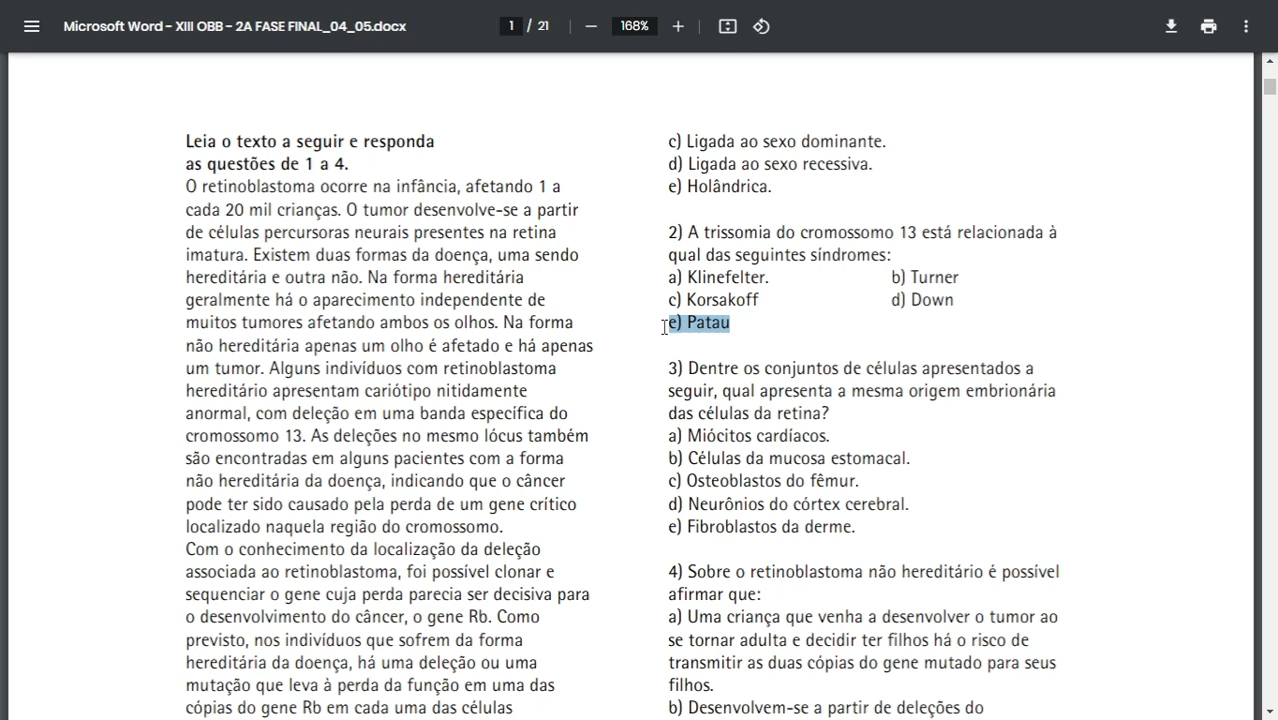 Microsoft Word - XIII OBB - 2A FASE FINAL_04_05.docx
1 / 21
168%
Leia o texto a seguir e responda
as questões de 1 a 4.
O retinoblastoma ocorre na infância, afetando 1 a
cada 20 mil crianças. O tumor desenvolve-se a partir
de células percursoras neurais presentes na retina
imatura. Existem duas formas da doença, uma sendo
hereditária e outra não. Na forma hereditária
geralmente há o aparecimento independente de
muitos tumores afetando ambos os olhos. Na forma
não hereditária apenas um olho é afetado e há apenas
um tumor. Alguns indivíduos com retinoblastoma
hereditário apresentam cariótipo nitidamente
anormal, com deleção em uma banda específica do
cromossomo 13. As deleções no mesmo lócus também
são encontradas em alguns pacientes com a forma
não hereditária da doença, indicando que o câncer
pode ter sido causado pela perda de um gene crítico
localizado naquela região do cromossomo.
Com o conhecimento da localização da deleção
associada ao retinoblastoma, foi possível clonar e
sequenciar o gene cuja perda parecia ser decisiva para
o desenvolvimento do câncer, o gene Rb. Como
previsto, nos indivíduos que sofrem da forma
hereditária da doença, há uma deleção ou uma
mutação que leva à perda da função em uma das
cópias do gene Rb em cada uma das células
c) Ligada ao sexo dominante.
d) Ligada ao sexo recessiva.
e) Holândrica.
2) A trissomia do cromossomo 13 está relacionada à
qual das seguintes síndromes:
a) Klinefelter. b) Turner
c) Korsakoff d) Down
e) Patau
3) Dentre os conjuntos de células apresentados a
seguir, qual apresenta a mesma origem embrionária
das células da retina?
a) Miócitos cardíacos.
b) Células da mucosa estomacal.
c) Osteoblastos do fêmur.
d) Neurônios do córtex cerebral.
e) Fibroblastos da derme.
4) Sobre o retinoblastoma não hereditário é possível
afirmar que:
a) Uma criança que venha a desenvolver o tumor ao
se tornar adulta e decidir ter filhos há o risco de
transmitir as duas cópias do gene mutado para seus
filhos.
b) Desenvolvem-se a partir de deleções do